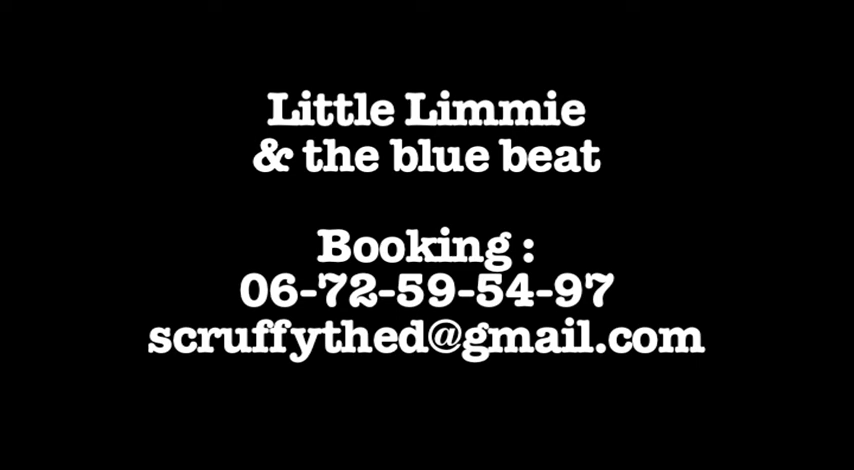 Little Limmie
& the blue beat
Booking :
06-72-59-54-97
scruffythed@gmail.com